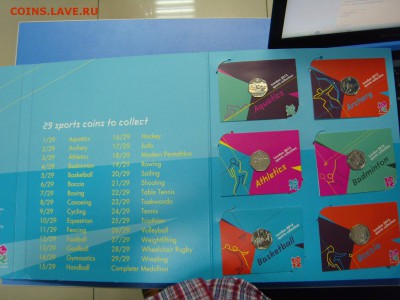 COINS.LAVE.RU
29 sports coins to collect
1/29 Aquatics
2/29 Archery
3/29 Athletics
4/29 Badminton
5/29 Basketball
6/29 Boccia
7/29 Boxing
8/29 Canoeing
9/29 Cycling
10/29 Equestrian
11/29 Fencing
12/29 Football
13/29 Goalball
14/29 Gymnastics
15/29 Handball
16/29 Hockey
17/29 Judo
18/29 Modern Pentathlon
19/29 Rowing
20/29 Sailing
21/29 Shooting
22/29 Table Tennis
23/29 Taekwondo
24/29 Tennis
25/29 Triathlon
26/29 Volleyball
27/29 Weightlifting
28/29 Wheelchair Rugby
29/29 Wrestling
Completer Medallion
Aquatics
Archery
Athletics
Badminton
Basketball
Boccia